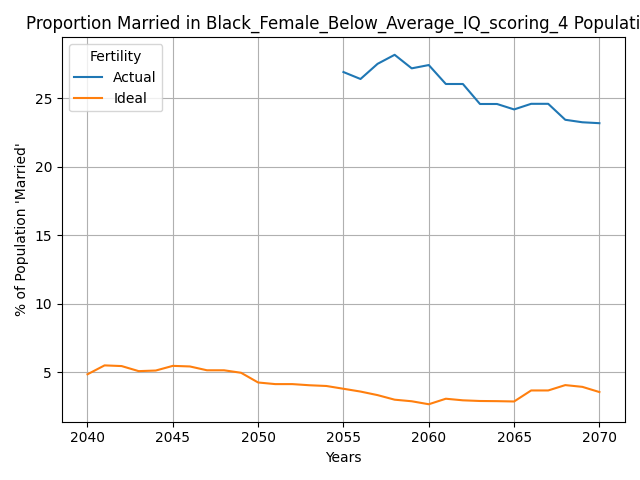 Proportion Married in Black_Female_Below_Average_IQ_scoring_4 Populati
Fertility
Actual
Ideal
25
20
15
10
5
% of Population 'Married'
2040 2045 2050 2055 2060 2065 2070
Years